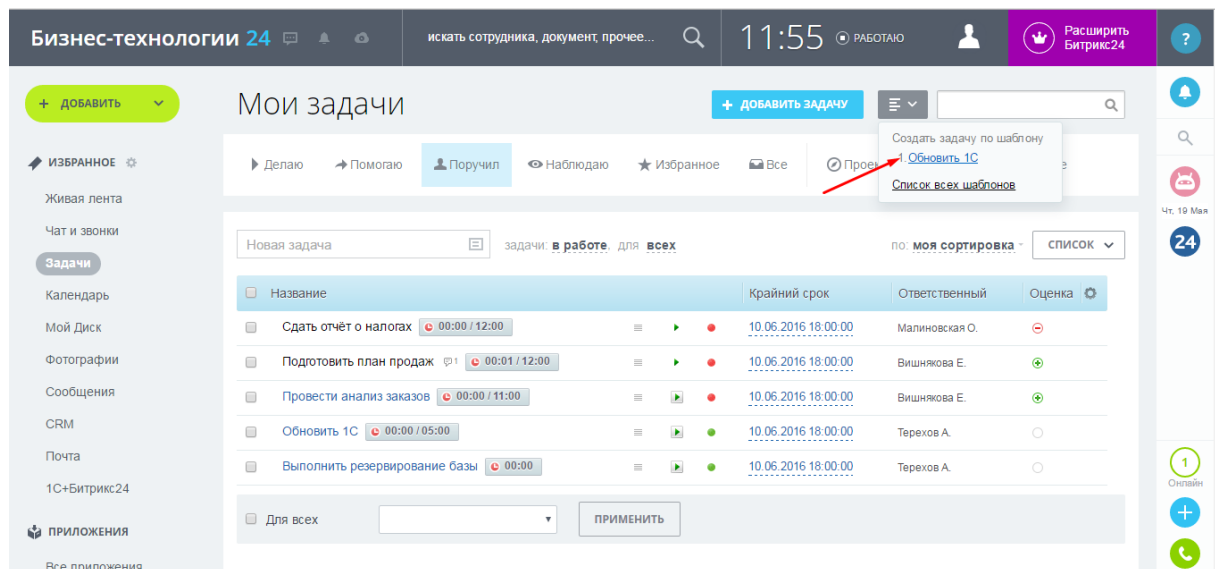 Бизнес-технологии 24
искать сотрудника, документ, прочее...
11:55 РАБОТАЮ
Расширить
Битрикс24
?
+ ДОБАВИТЬ
Мои задачи
+ ДОБАВИТЬ ЗАДАЧУ
Создать задачу по шаблону
1. Обновить 1С
Список всех шаблонов
ИЗБРАННОЕ
Делаю
Помогаю
Поручил
Наблюдаю
Избранное
Все
Живая лента
Чат и звонки
Задачи
Календарь
Мой Диск
Фотографии
Сообщения
CRM
Почта
1С+Битрикс24
ПРИЛОЖЕНИЯ
Все приложения
Новая задача
задачи: в работе, для всех
по: моя сортировка
СПИСОК
Название Крайний срок Ответственный Оценка
Сдать отчёт о налогах 00:00 / 12:00 10.06.2016 18:00:00 Малиновская О.
Подготовить план продаж 1 00:01 / 12:00 10.06.2016 18:00:00 Вишнякова Е.
Провести анализ заказов 00:00 / 11:00 10.06.2016 18:00:00 Вишнякова Е.
Обновить 1С 00:00 / 05:00 10.06.2016 18:00:00 Терехов А.
Выполнить резервирование базы 00:00 10.06.2016 18:00:00 Терехов А.
Для всех
ПРИМЕНИТЬ
Чт, 19 Мая
24
1
Онлайн